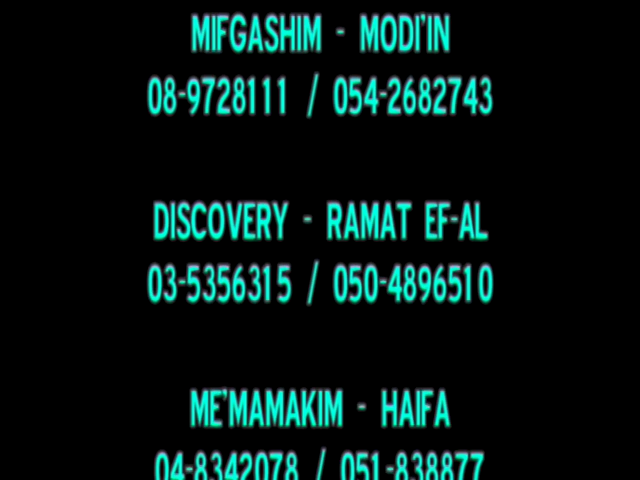 MIFGASHIM - MODI'IN
08-9728111 / 054-2682743
DISCOVERY - RAMAT EF-AL
03-5356315 / 050-4896510
ME'MAMAKIM - HAIFA
04-8342078 / 051-838877